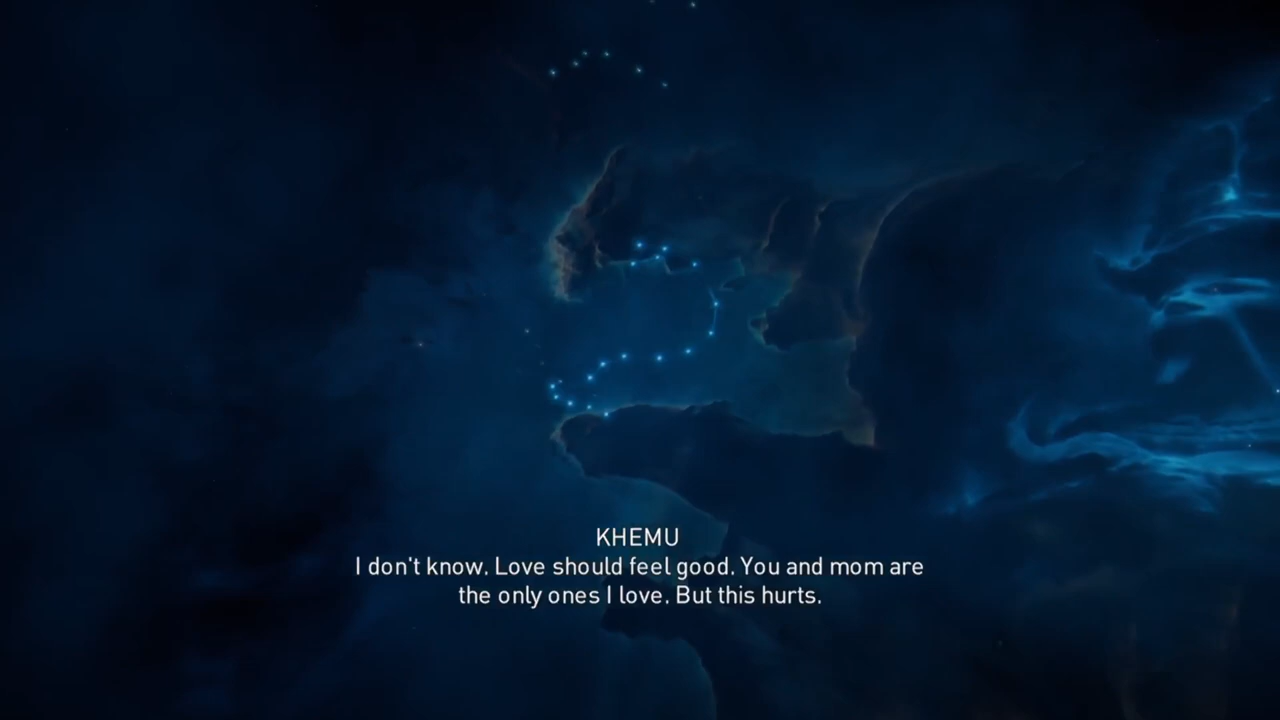 KHEMU
I don't know. Love should feel good. You and mom are
the only ones I love. But this hurts.